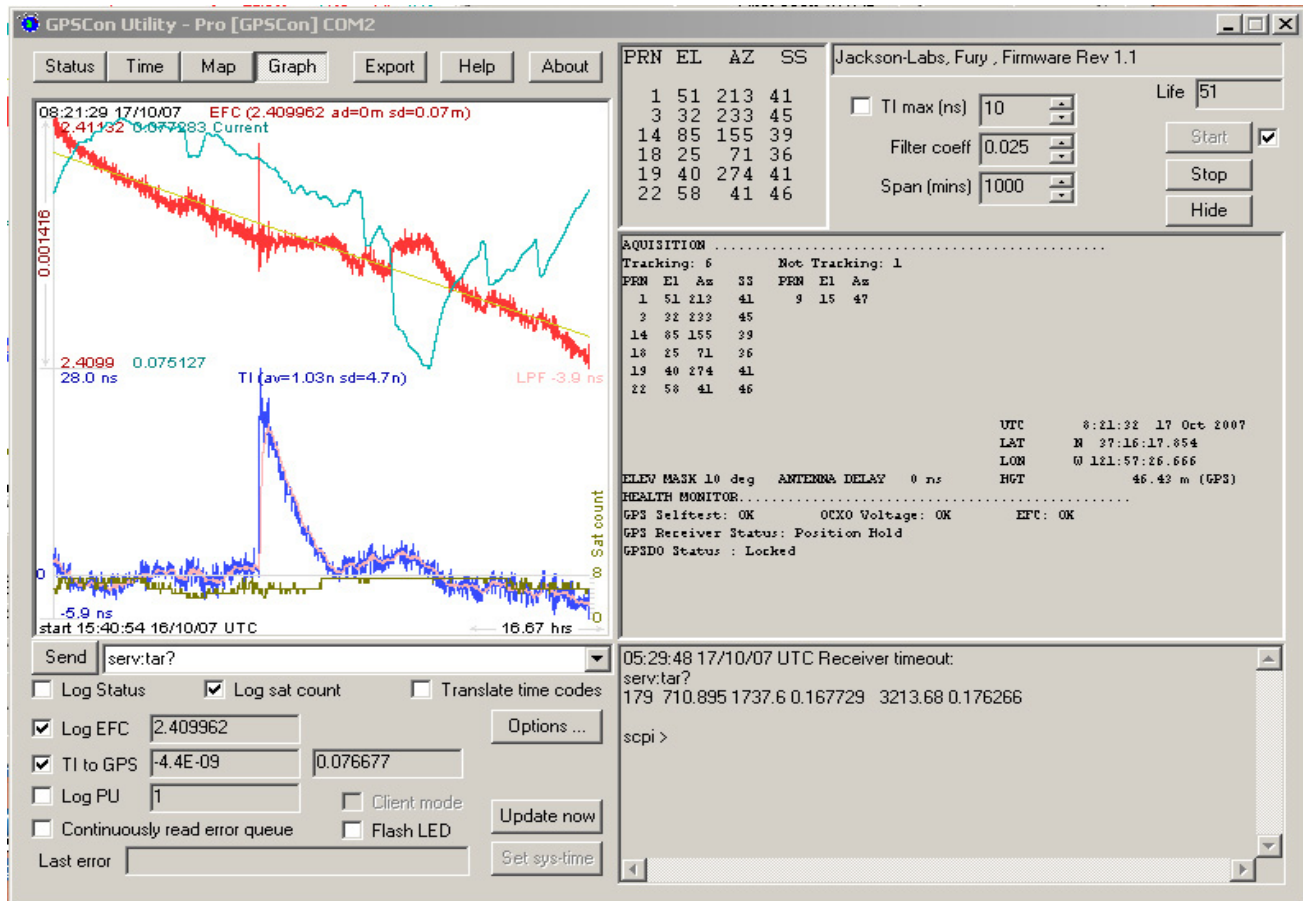 GPSCon Utility - Pro [GPSCon] COM2
Status Time Map Graph Export Help About
08:21:29 17/10/07 EFC (2.409962 ad=0m sd=0.07m)
2.41132 0.077283 Current
0.001416
2.4099 0.075127
28.0 ns TI (av=1.03n sd=4.7n) LPF -3.9 ns
0
8 Sat count
-5.9 ns 0
start 15:40:54 16/10/07 UTC 16.67 hrs
PRN EL AZ SS
1 51 213 41
3 32 233 45
14 85 155 39
18 25 71 36
19 40 274 41
22 58 41 46
Jackson-Labs, Fury , Firmware Rev 1.1
TI max (ns) 10
Filter coeff 0.025
Span (mins) 1000
Life 51
Start
Stop
Hide
AQUISITION ................................................................
Tracking: 6 Not Tracking: 1
PRN El Az SS PRN El Az
1 51 213 41 9 15 47
3 32 233 45
14 85 155 39
18 25 71 36
19 40 274 41
22 58 41 46
UTC 8:21:32 17 Oct 2007
LAT N 37:16:17.854
LON W 121:57:26.666
ELEV MASK 10 deg ANTENNA DELAY 0 ns HGT 46.43 m (GPS)
HEALTH MONITOR.............................................................
GPS Selftest: OK OCXO Voltage: OK EFC: OK
GPS Receiver Status: Position Hold
GPSDO Status : Locked
Send serv:tar?
Log Status Log sat count Translate time codes
Log EFC 2.409962 Options ...
TI to GPS -4.4E-09 0.076677
Log PU 1 Client mode Update now
Continuously read error queue Flash LED
Last error Set sys-time
05:29:48 17/10/07 UTC Receiver timeout:
serv:tar?
179 710.895 1737.6 0.167729 3213.68 0.176266
scpi >